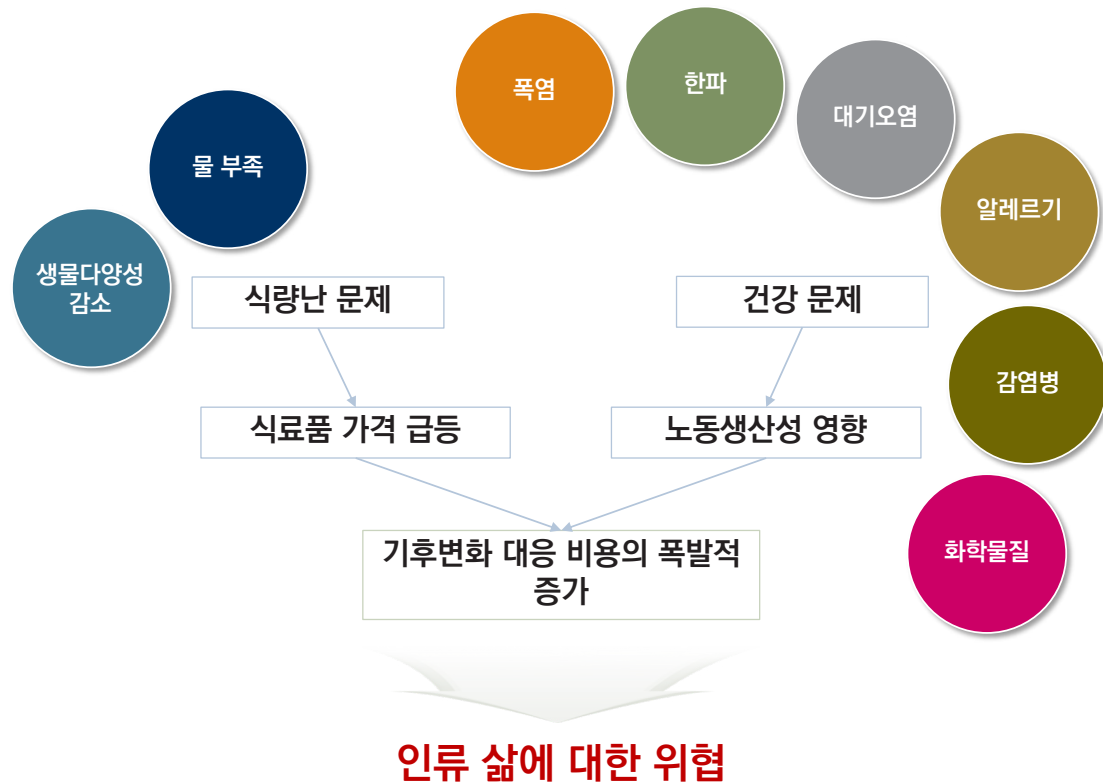 폭염
한파
대기오염
물 부족
알레르기
생물다양성
감소
식량난 문제
건강 문제
감염병
식료품 가격 급등
노동생산성 영향
화학물질
기후변화 대응 비용의 폭발적
증가
인류 삶에 대한 위협